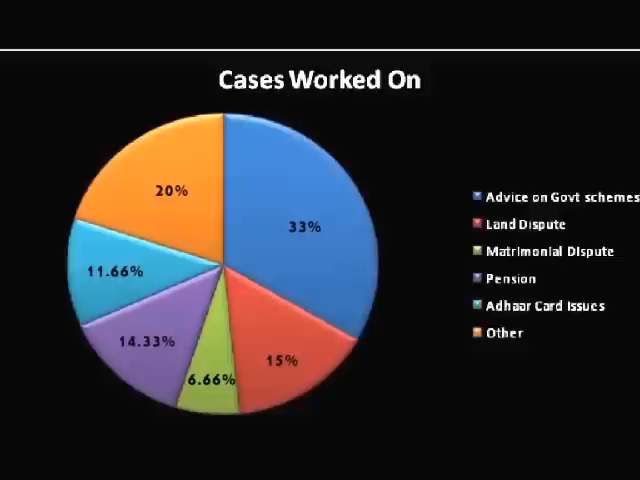 Cases Worked On
20%
33%
11.66%
14.33%
6.66%
15%
Advice on Govt schemes
Land Dispute
Matrimonial Dispute
Pension
Adhaar Card Issues
Other